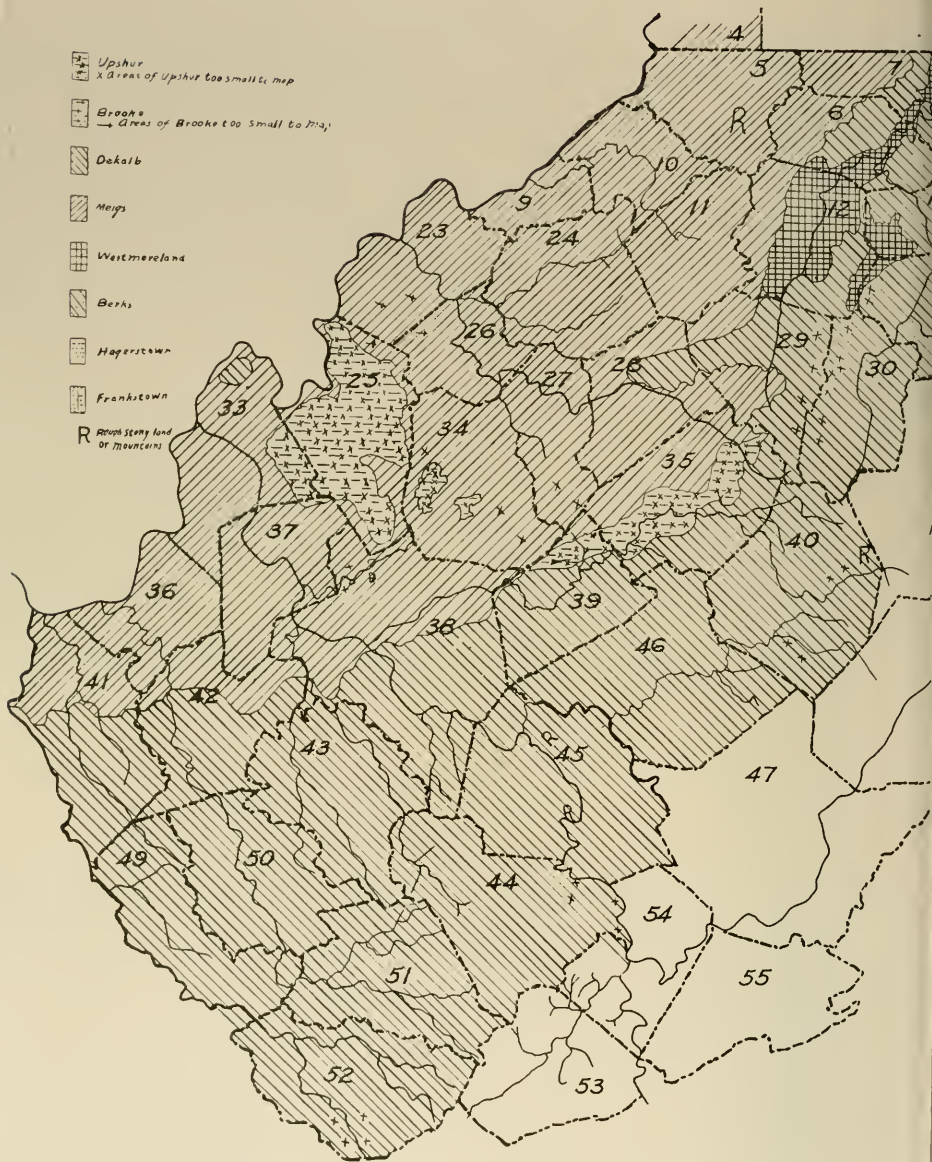 Upshur
x Areas of Upshur too small to map
Brooke
→ Areas of Brooke too small to map
Dekalb
Meigs
Westmoreland
Berks
Hagerstown
Frankstown
R Rough stony land
or mountains
4
5
7
6
R
10
9
11
12
23
24
26
29
25
27
28
30
33
34
35
37
40
R
36
39
38
46
41
42
43
R
45
47
R
49
50
44
54
51
55
52
53